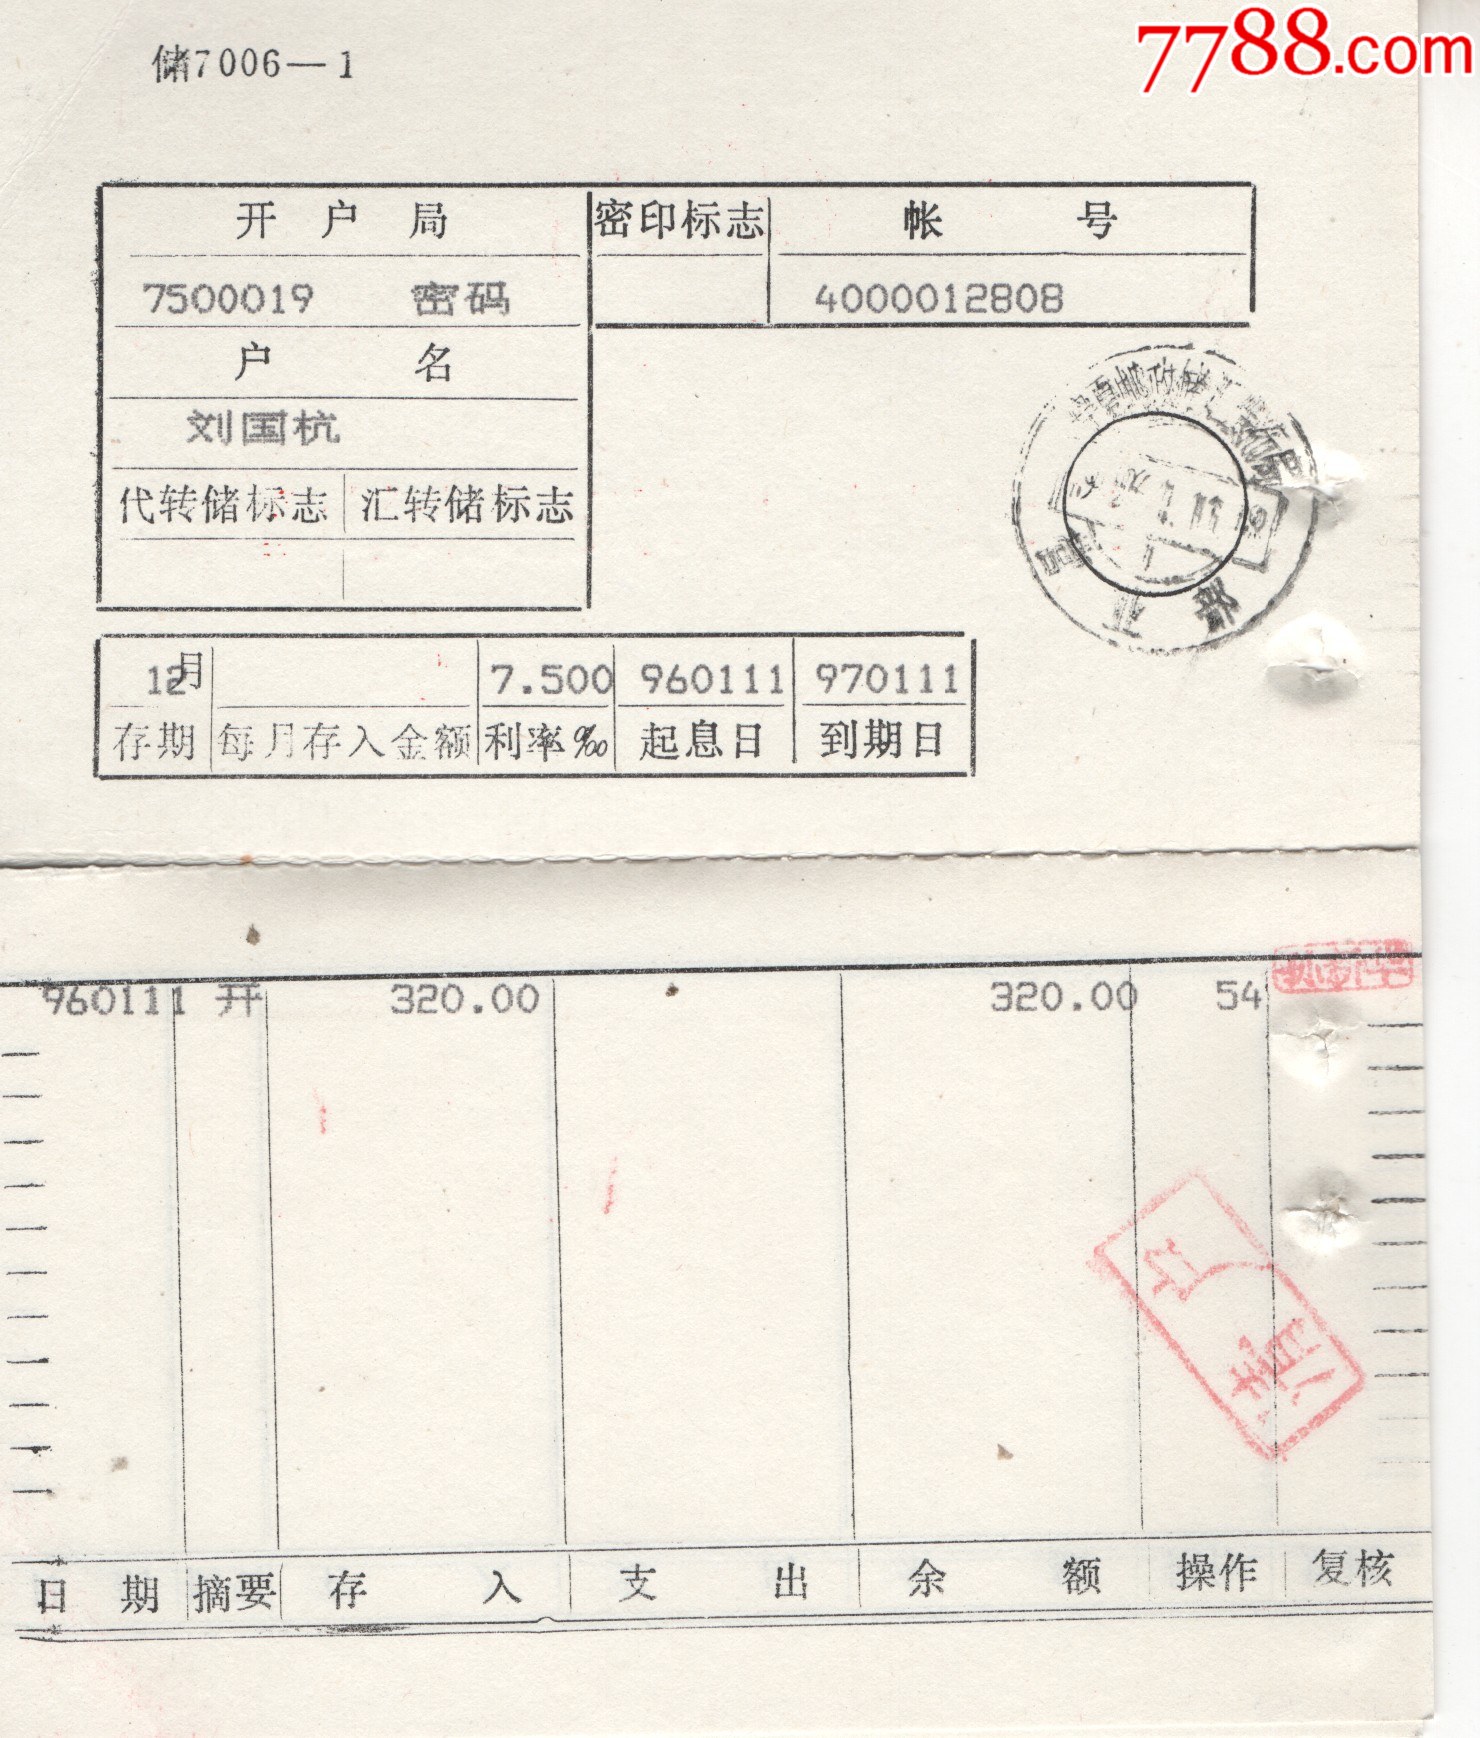 7788.com
储7006—1
开户局 密印标志 帐号
7500019 密码 4000012808
户名
刘国杭
代转储标志 汇转储标志
12月 7.500 960111 970111
存期 每月存入金额 利率‰ 起息日 到期日
960111 开 320.00 320.00 54
日期 摘要 存入 支出 余额 操作 复核